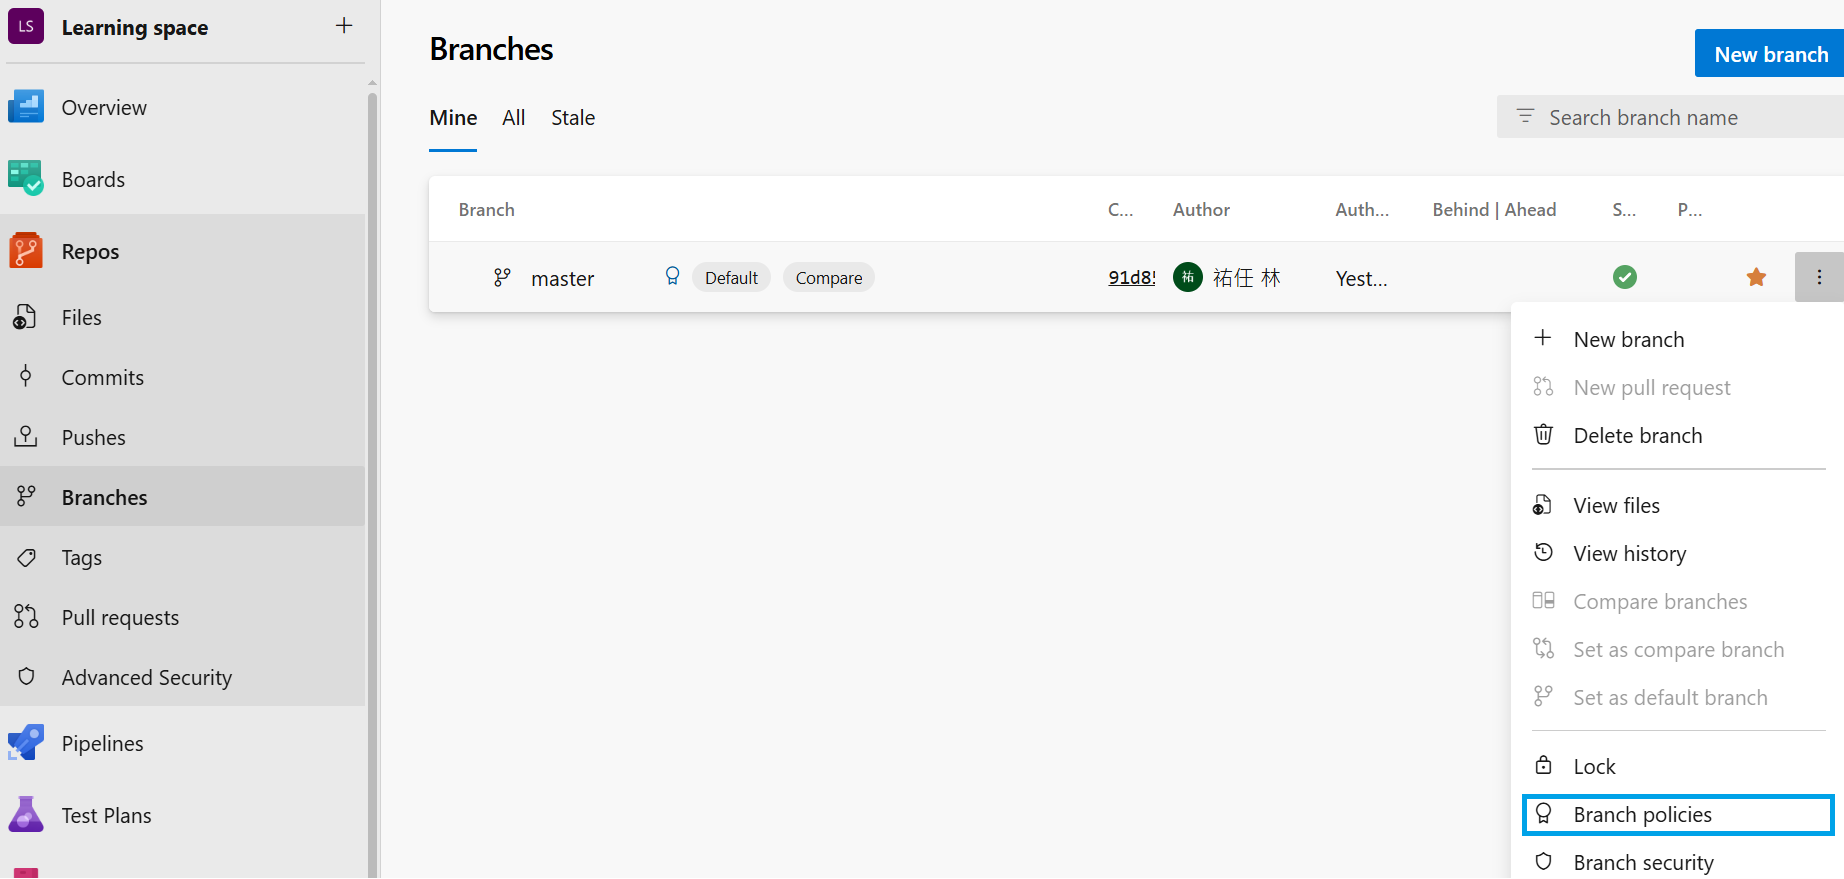 LS Learning space
Overview
Boards
Repos
Files
Commits
Pushes
Branches
Tags
Pull requests
Advanced Security
Pipelines
Test Plans
Branches
New branch
Mine All Stale
Search branch name
Branch C... Author Auth... Behind | Ahead S... P...
master Default Compare 91d8 祐 祐任 林 Yest...
New branch
New pull request
Delete branch
View files
View history
Compare branches
Set as compare branch
Set as default branch
Lock
Branch policies
Branch security